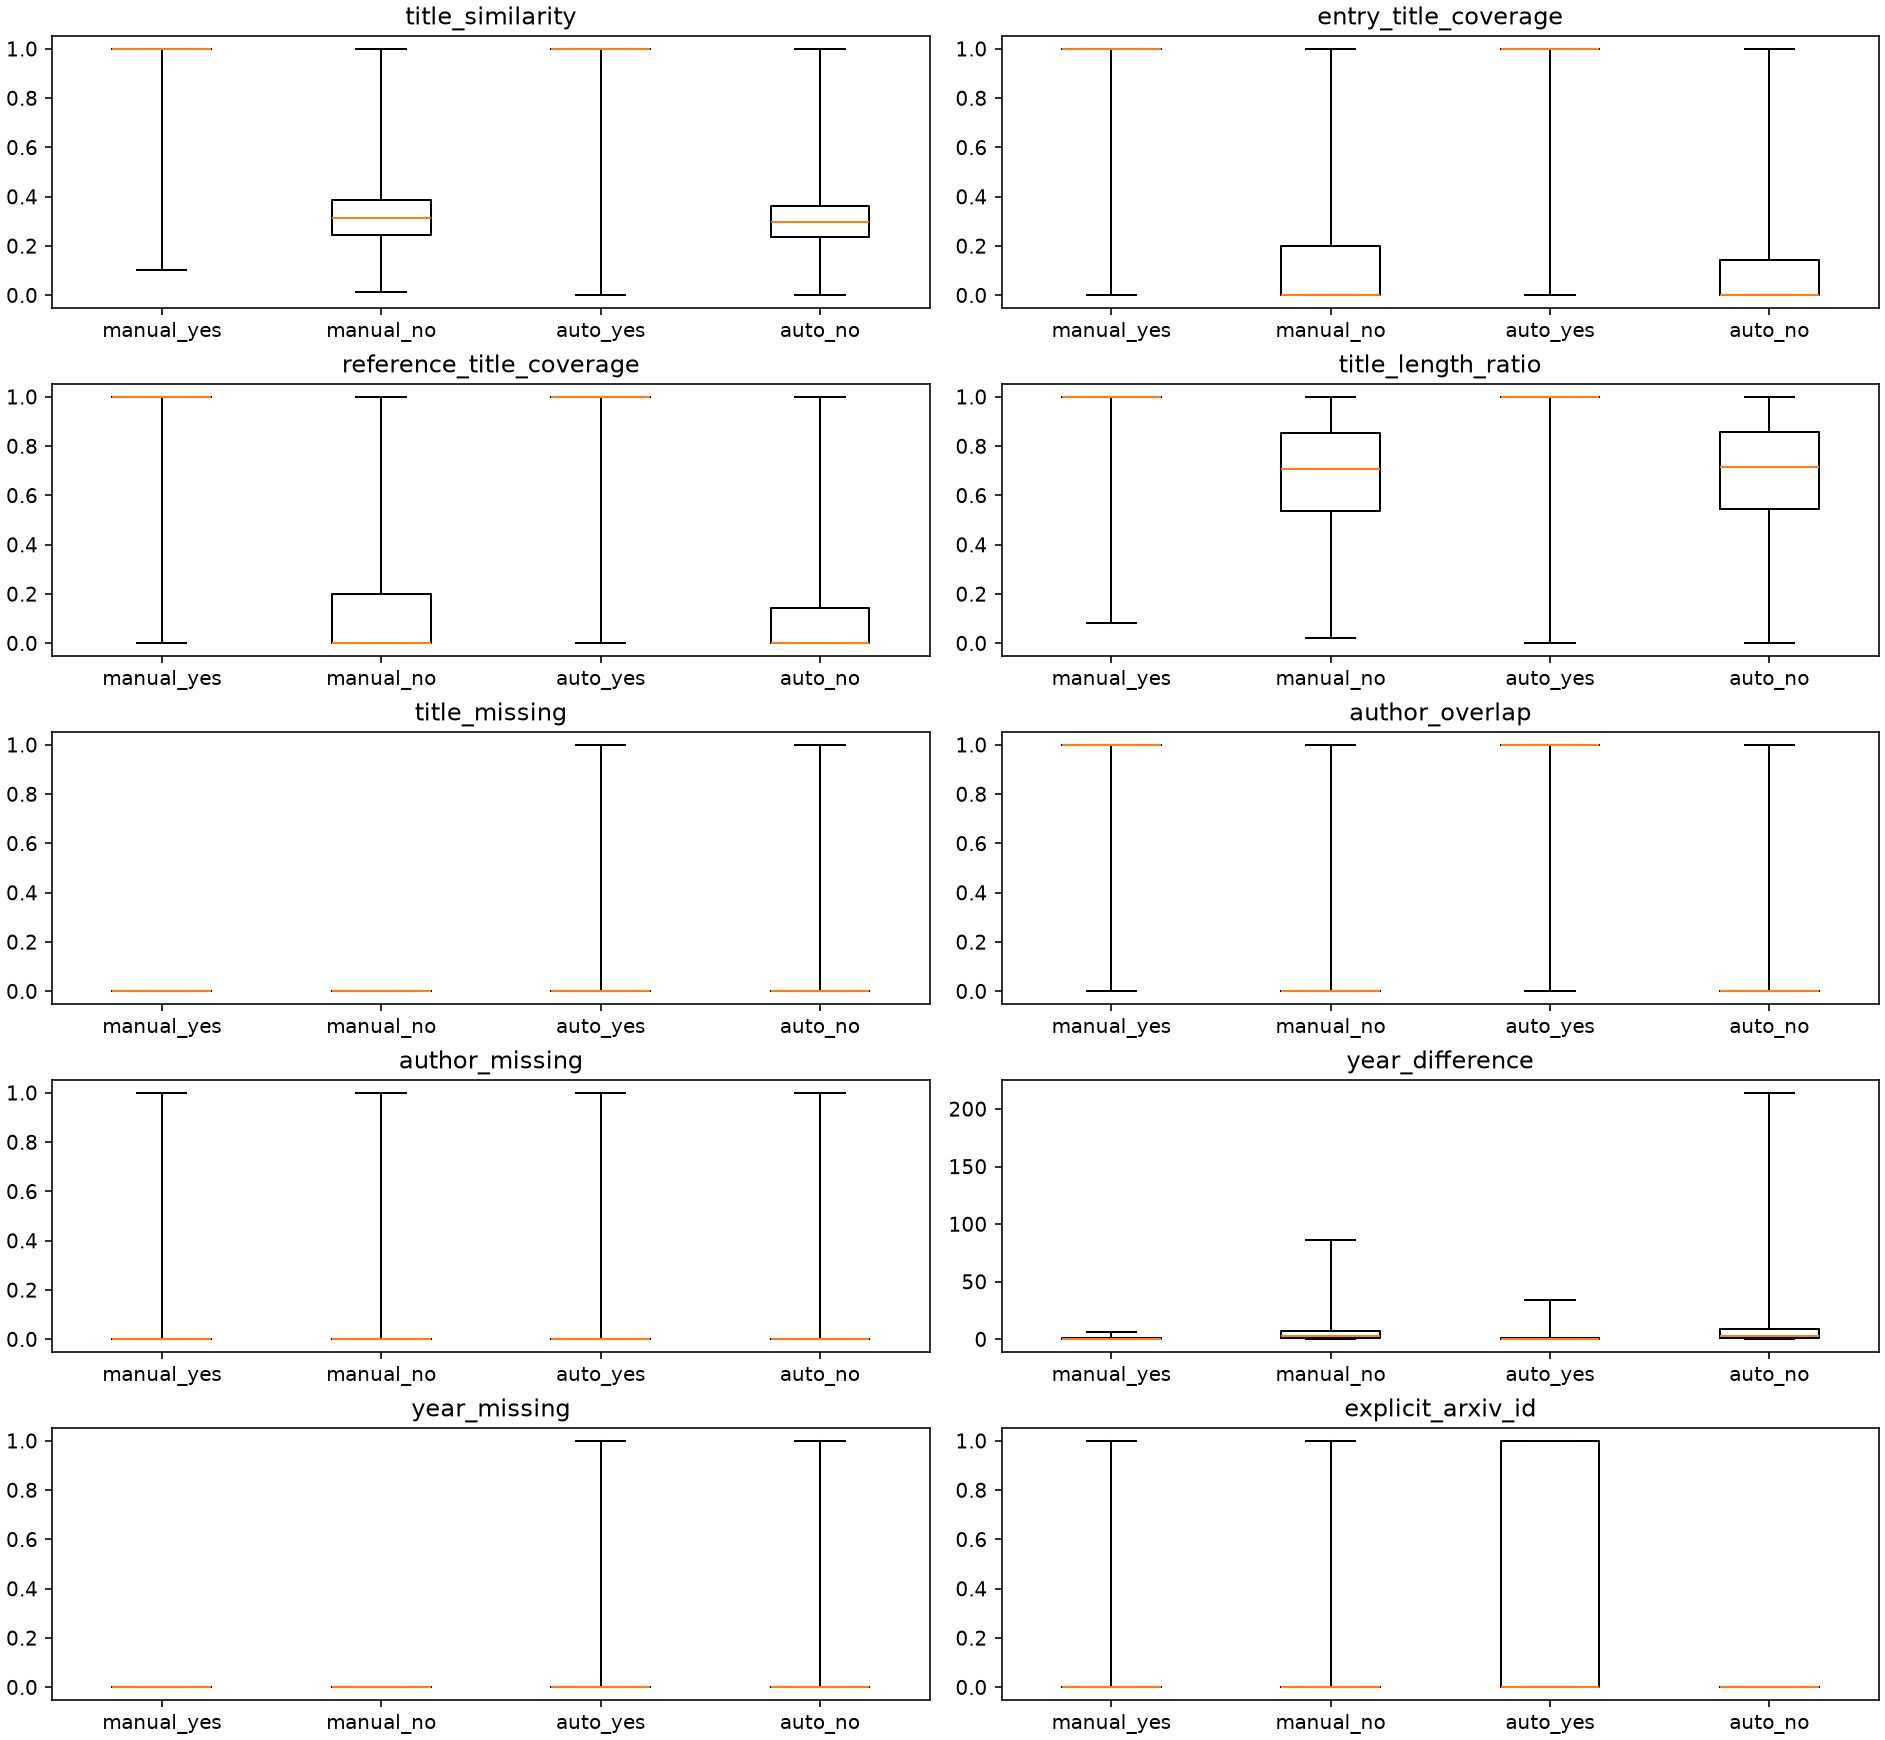 title_similarity
1.0
0.8
0.6
0.4
0.2
0.0
manual_yes manual_no auto_yes auto_no
entry_title_coverage
1.0
0.8
0.6
0.4
0.2
0.0
manual_yes manual_no auto_yes auto_no
reference_title_coverage
1.0
0.8
0.6
0.4
0.2
0.0
manual_yes manual_no auto_yes auto_no
title_length_ratio
1.0
0.8
0.6
0.4
0.2
0.0
manual_yes manual_no auto_yes auto_no
title_missing
1.0
0.8
0.6
0.4
0.2
0.0
manual_yes manual_no auto_yes auto_no
author_overlap
1.0
0.8
0.6
0.4
0.2
0.0
manual_yes manual_no auto_yes auto_no
author_missing
1.0
0.8
0.6
0.4
0.2
0.0
manual_yes manual_no auto_yes auto_no
year_difference
200
150
100
50
0
manual_yes manual_no auto_yes auto_no
year_missing
1.0
0.8
0.6
0.4
0.2
0.0
manual_yes manual_no auto_yes auto_no
explicit_arxiv_id
1.0
0.8
0.6
0.4
0.2
0.0
manual_yes manual_no auto_yes auto_no